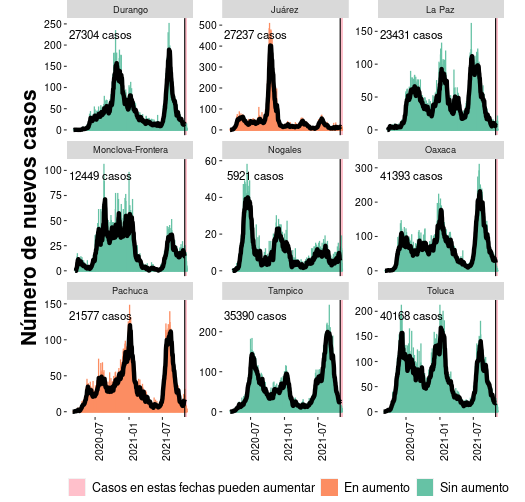 Número de nuevos casos
Durango
Juárez
La Paz
250
200
150
100
50
0
27304 casos
500
400
300
200
100
0
27237 casos
150
100
50
0
23431 casos
Monclova-Frontera
Nogales
Oaxaca
100
75
50
25
0
12449 casos
60
40
20
0
5921 casos
300
200
100
0
41393 casos
Pachuca
Tampico
Toluca
150
100
50
0
21577 casos
200
100
0
35390 casos
200
150
100
50
0
40168 casos
2020-07
2021-01
2021-07
2020-07
2021-01
2021-07
2020-07
2021-01
2021-07
Casos en estas fechas pueden aumentar
En aumento
Sin aumento